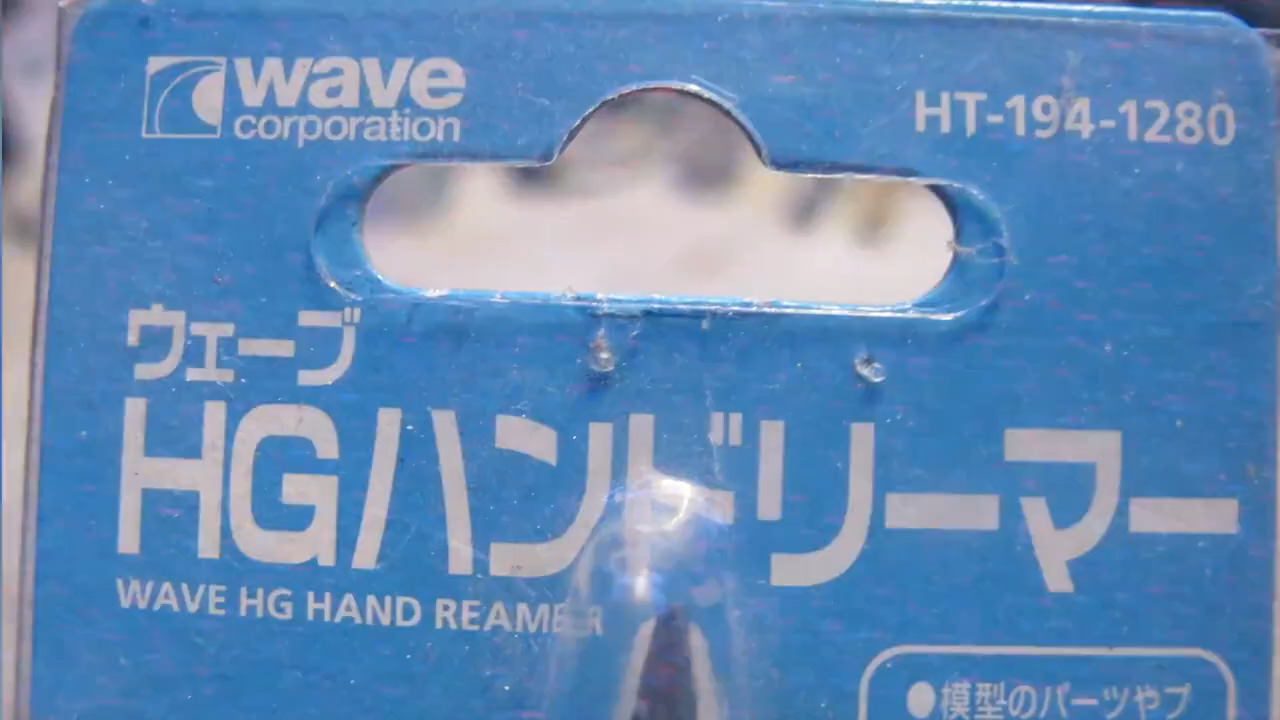 wave
corporation
HT-194-1280
ウェーブ
HGハンドリーマー
WAVE HG HAND REAMER
●模型のパーツやプ